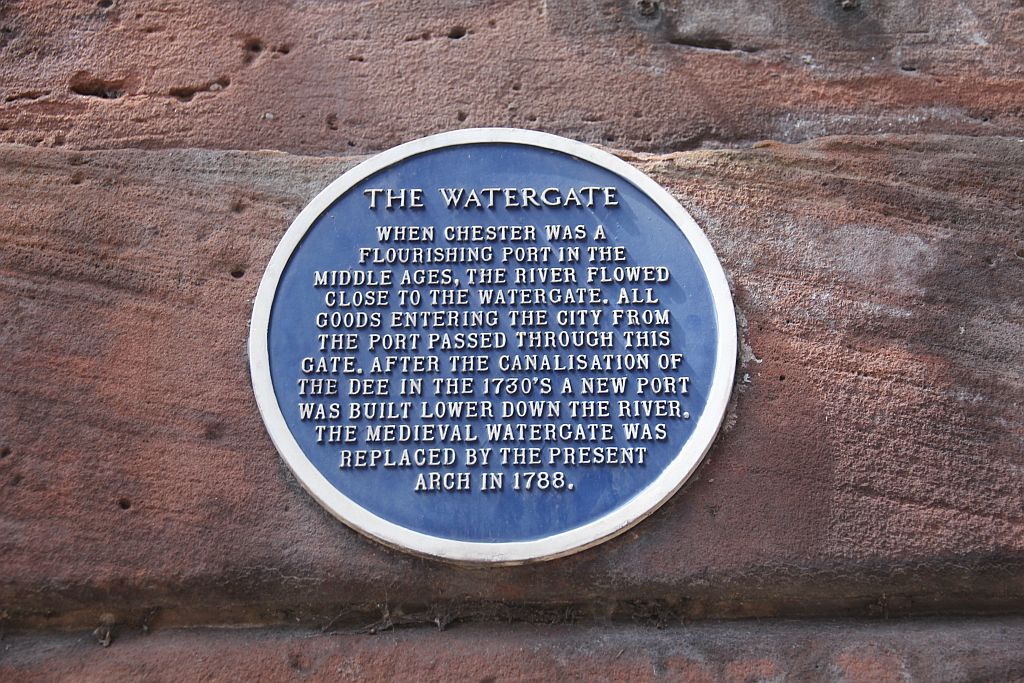 THE WATERGATE
WHEN CHESTER WAS A
FLOURISHING PORT IN THE
MIDDLE AGES, THE RIVER FLOWED
CLOSE TO THE WATERGATE. ALL
GOODS ENTERING THE CITY FROM
THE PORT PASSED THROUGH THIS
GATE. AFTER THE CANALISATION OF
THE DEE IN THE 1730'S A NEW PORT
WAS BUILT LOWER DOWN THE RIVER.
THE MEDIEVAL WATERGATE WAS
REPLACED BY THE PRESENT
ARCH IN 1788.